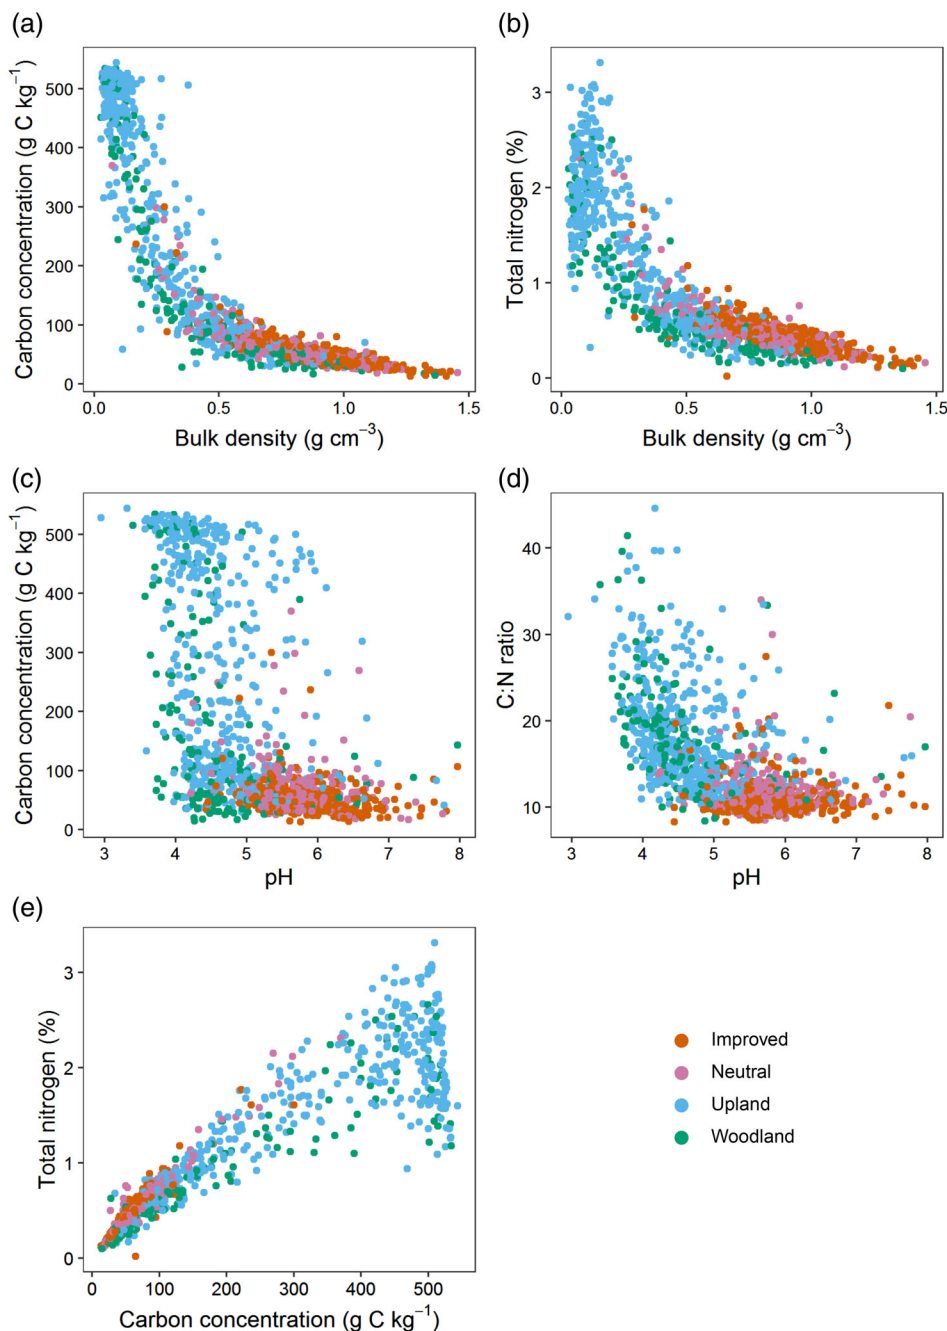 (a)
Carbon concentration (g C kg⁻¹)
500
400
300
200
100
0
0.0 0.5 1.0 1.5
Bulk density (g cm⁻³)
(b)
Total nitrogen (%)
3
2
1
0
0.0 0.5 1.0 1.5
Bulk density (g cm⁻³)
(c)
Carbon concentration (g C kg⁻¹)
500
400
300
200
100
0
3 4 5 6 7 8
pH
(d)
C:N ratio
40
30
20
10
3 4 5 6 7 8
pH
(e)
Total nitrogen (%)
3
2
1
0
0 100 200 300 400 500
Carbon concentration (g C kg⁻¹)
Improved
Neutral
Upland
Woodland